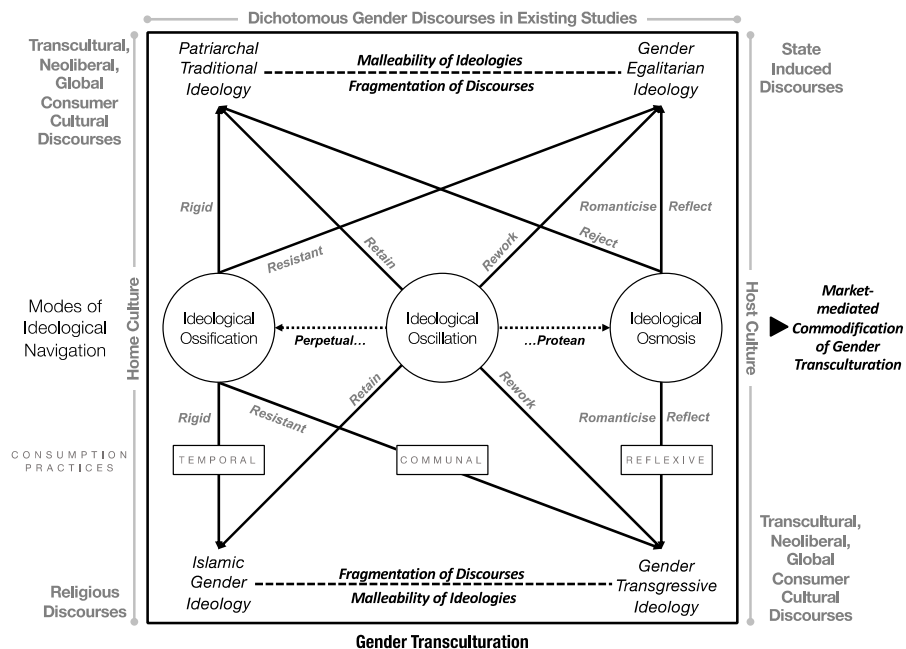 Dichotomous Gender Discourses in Existing Studies
Transcultural,
Neoliberal,
Global
Consumer
Cultural
Discourses
Patriarchal
Traditional
Ideology
Malleability of Ideologies
Fragmentation of Discourses
Gender
Egalitarian
Ideology
State
Induced
Discourses
Rigid
Resistant
Retain
Rework
Romanticise
Reflect
Reject
Home Culture
Host Culture
Modes of
Ideological
Navigation
Ideological
Ossification
Perpetual...
Ideological
Oscillation
...Protean
Ideological
Osmosis
Market-
mediated
Commodification
of Gender
Transculturation
Rigid
Resistant
Retain
Rework
Romanticise
Reflect
CONSUMPTION
PRACTICES
TEMPORAL
COMMUNAL
REFLEXIVE
Religious
Discourses
Islamic
Gender
Ideology
Fragmentation of Discourses
Malleability of Ideologies
Gender
Transgressive
Ideology
Transcultural,
Neoliberal,
Global
Consumer
Cultural
Discourses
Gender Transculturation